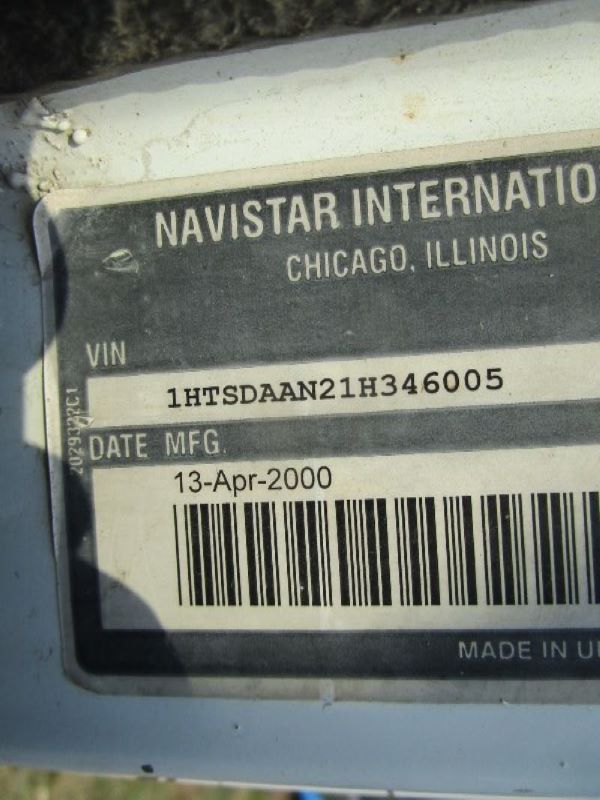 NAVISTAR INTERNATIO
CHICAGO, ILLINOIS
VIN
1HTSDAAN21H346005
DATE MFG.
13-Apr-2000
MADE IN U